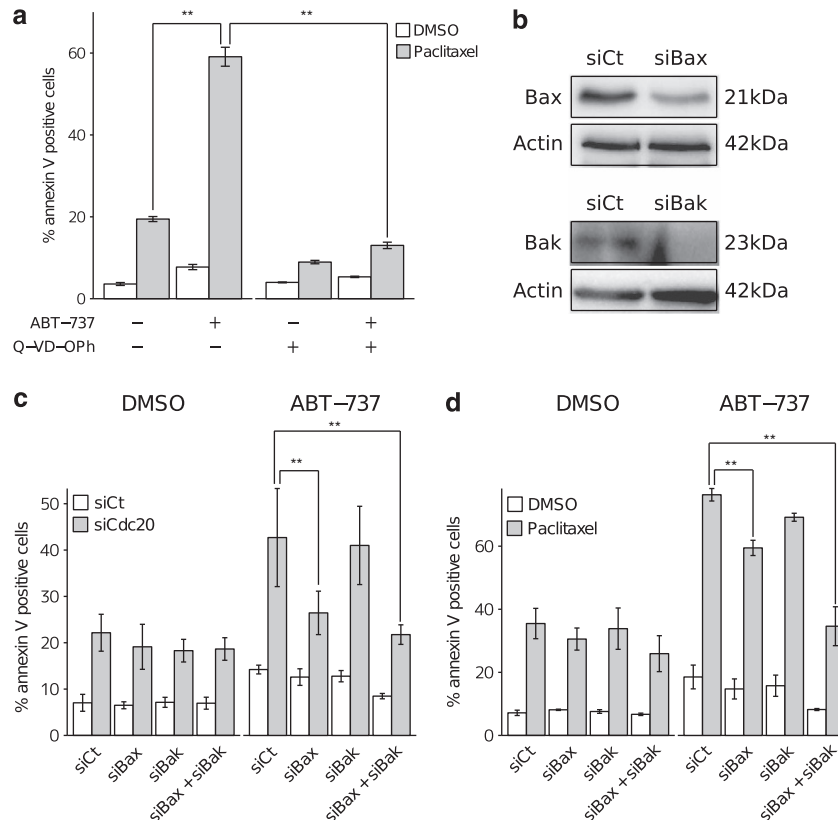 a
** **
DMSO
Paclitaxel
% annexin V positive cells
60
40
20
0
ABT−737 − + − +
Q−VD−OPh − − + +
b
siCt siBax
Bax 21kDa
Actin 42kDa
siCt siBak
Bak 23kDa
Actin 42kDa
c
DMSO ABT−737
**
**
siCt
siCdc20
% annexin V positive cells
50
40
30
20
10
0
siCt siBax siBak siBax +siBak siCt siBax siBak siBax +siBak
d
DMSO ABT−737
**
**
DMSO
Paclitaxel
% annexin V positive cells
60
40
20
0
siCt siBax siBak siBax +siBak siCt siBax siBak siBax +siBak